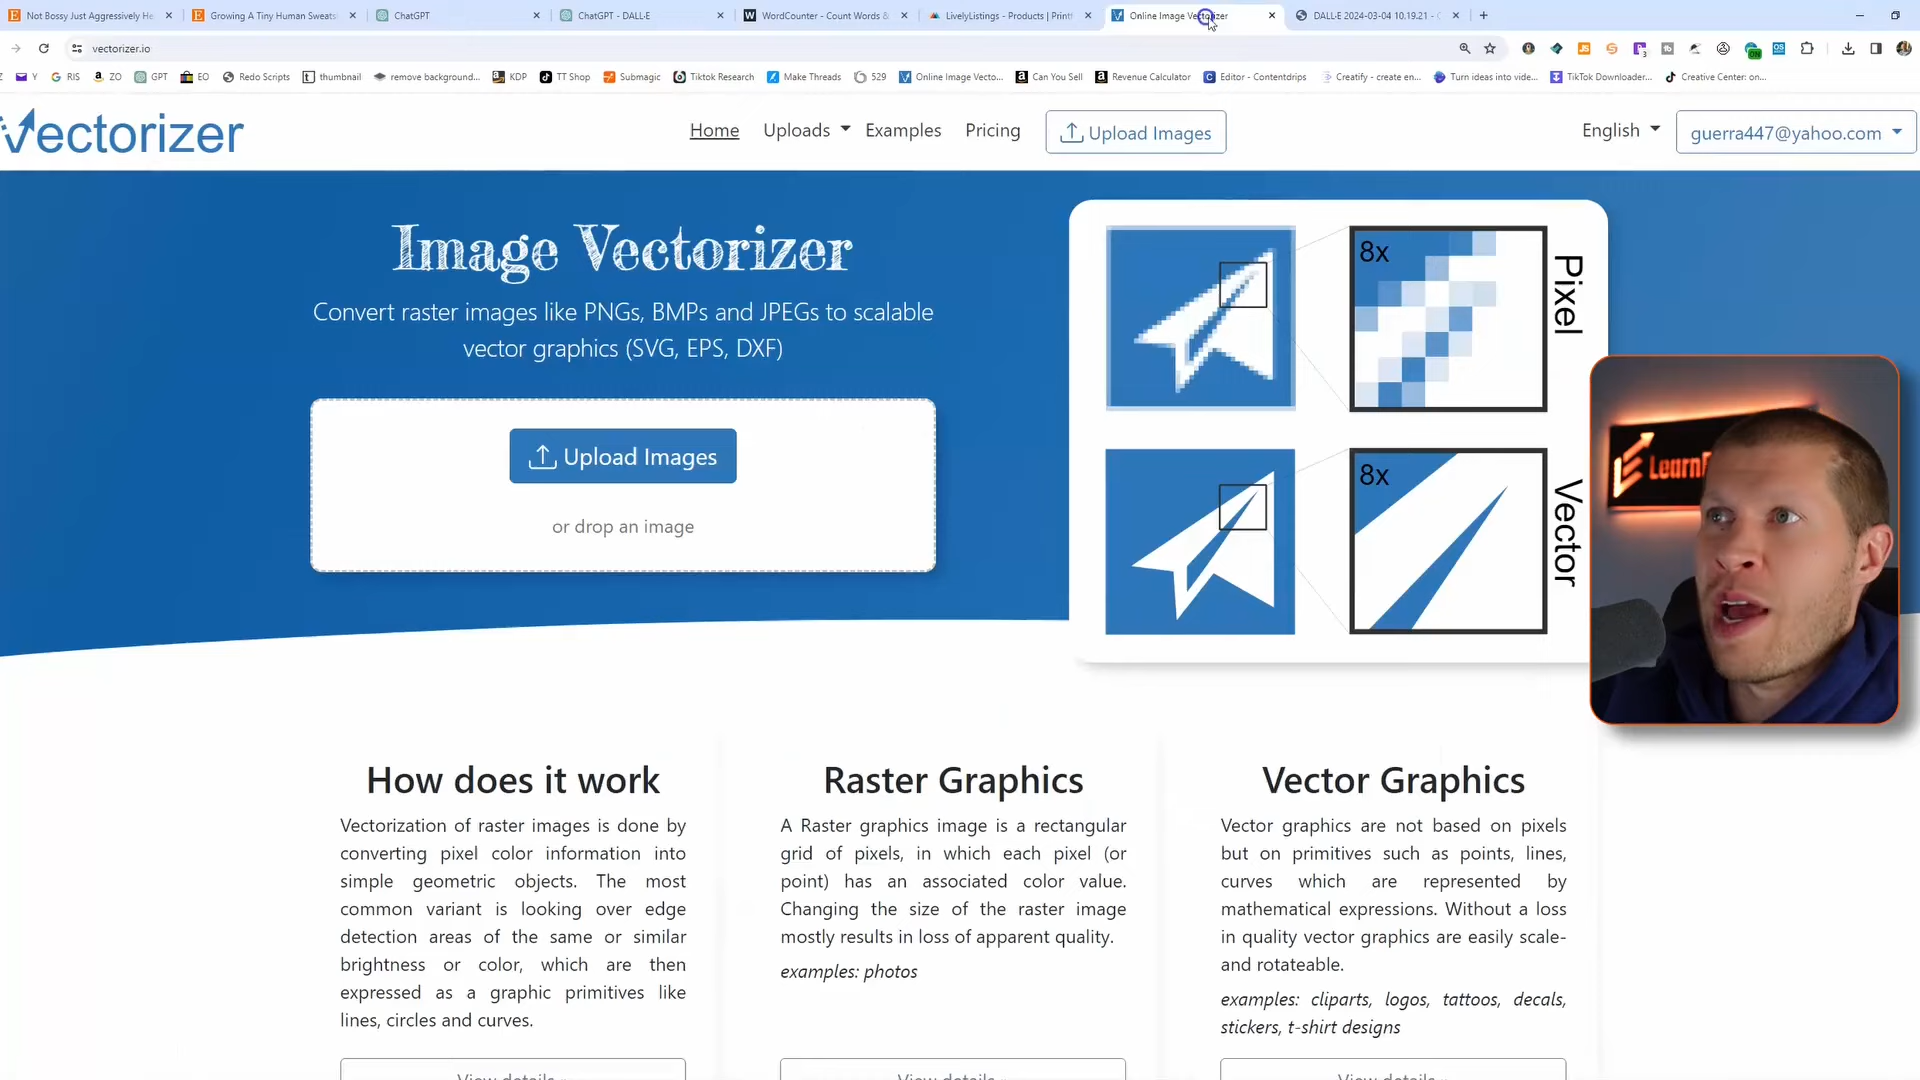 Not Bossy Just Aggressively He
Growing A Tiny Human Sweats
ChatGPT
ChatGPT - DALL·E
WordCounter - Count Words &
LivelyListings - Products | Print
Online Image Vectorizer
DALL·E 2024-03-04 10.19.21 -
vectorizer.io
Y
RIS
ZO
GPT
EO
Redo Scripts
thumbnail
remove background...
KDP
TT Shop
Submagic
Tiktok Research
Make Threads
529
Online Image Vecto...
Can You Sell
Revenue Calculator
Editor - Contentdrips
Creatify - create en...
Turn ideas into vide...
TikTok Downloader...
Creative Center: on...
Vectorizer
Home
Uploads
Examples
Pricing
Upload Images
English
guerra447@yahoo.com
Image Vectorizer
Convert raster images like PNGs, BMPs and JPEGs to scalable
vector graphics (SVG, EPS, DXF)
Upload Images
or drop an image
8x
Pixel
8x
Vector
Learn
How does it work
Vectorization of raster images is done by
converting pixel color information into
simple geometric objects. The most
common variant is looking over edge
detection areas of the same or similar
brightness or color, which are then
expressed as a graphic primitives like
lines, circles and curves.
View details
Raster Graphics
A Raster graphics image is a rectangular
grid of pixels, in which each pixel (or
point) has an associated color value.
Changing the size of the raster image
mostly results in loss of apparent quality.
examples: photos
View details
Vector Graphics
Vector graphics are not based on pixels
but on primitives such as points, lines,
curves which are represented by
mathematical expressions. Without a loss
in quality vector graphics are easily scale-
and rotateable.
examples: cliparts, logos, tattoos, decals,
stickers, t-shirt designs
View details